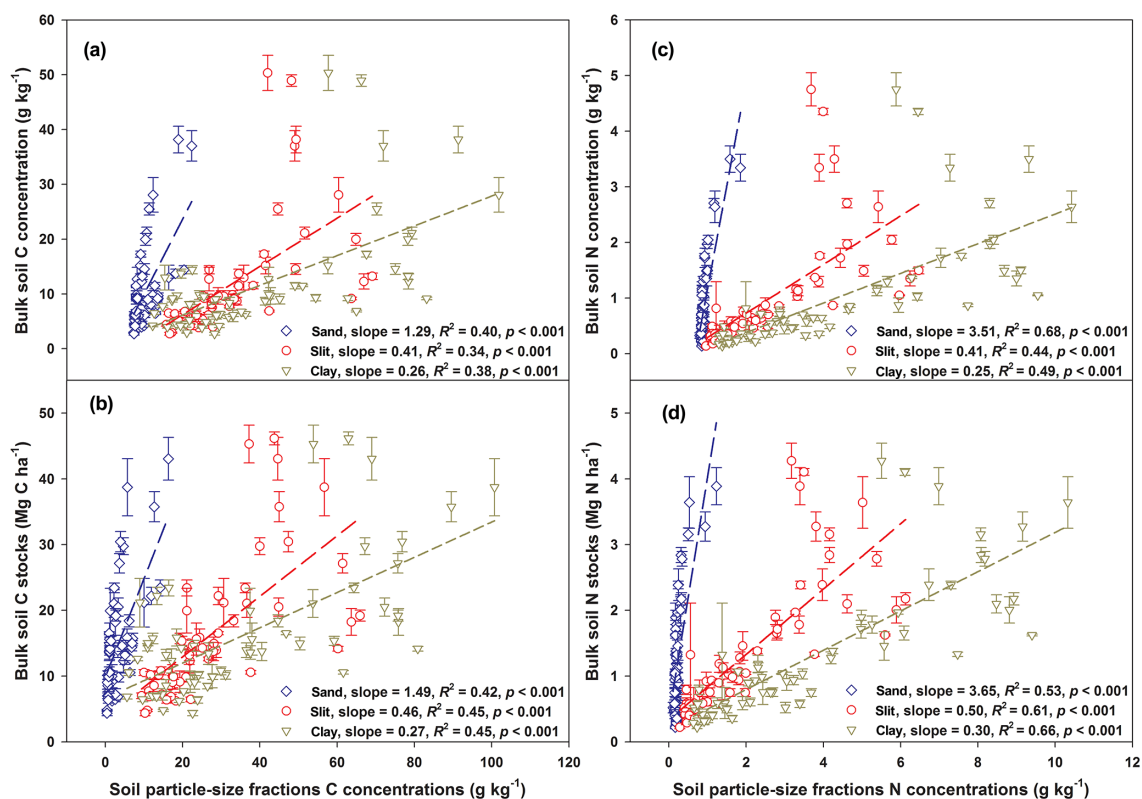 (a)
Bulk soil C concentration (g kg⁻¹)
60
50
40
30
20
10
0
Sand, slope = 1.29, R² = 0.40, p < 0.001
Slit, slope = 0.41, R² = 0.34, p < 0.001
Clay, slope = 0.26, R² = 0.38, p < 0.001
(c)
Bulk soil N concentration (g kg⁻¹)
6
5
4
3
2
1
0
Sand, slope = 3.51, R² = 0.68, p < 0.001
Slit, slope = 0.41, R² = 0.44, p < 0.001
Clay, slope = 0.25, R² = 0.49, p < 0.001
(b)
Bulk soil C stocks (Mg C ha⁻¹)
50
40
30
20
10
0
Sand, slope = 1.49, R² = 0.42, p < 0.001
Slit, slope = 0.46, R² = 0.45, p < 0.001
Clay, slope = 0.27, R² = 0.45, p < 0.001
0 20 40 60 80 100 120
Soil particle-size fractions C concentrations (g kg⁻¹)
(d)
Bulk soil N stocks (Mg N ha⁻¹)
5
4
3
2
1
0
Sand, slope = 3.65, R² = 0.53, p < 0.001
Slit, slope = 0.50, R² = 0.61, p < 0.001
Clay, slope = 0.30, R² = 0.66, p < 0.001
0 2 4 6 8 10 12
Soil particle-size fractions N concentrations (g kg⁻¹)